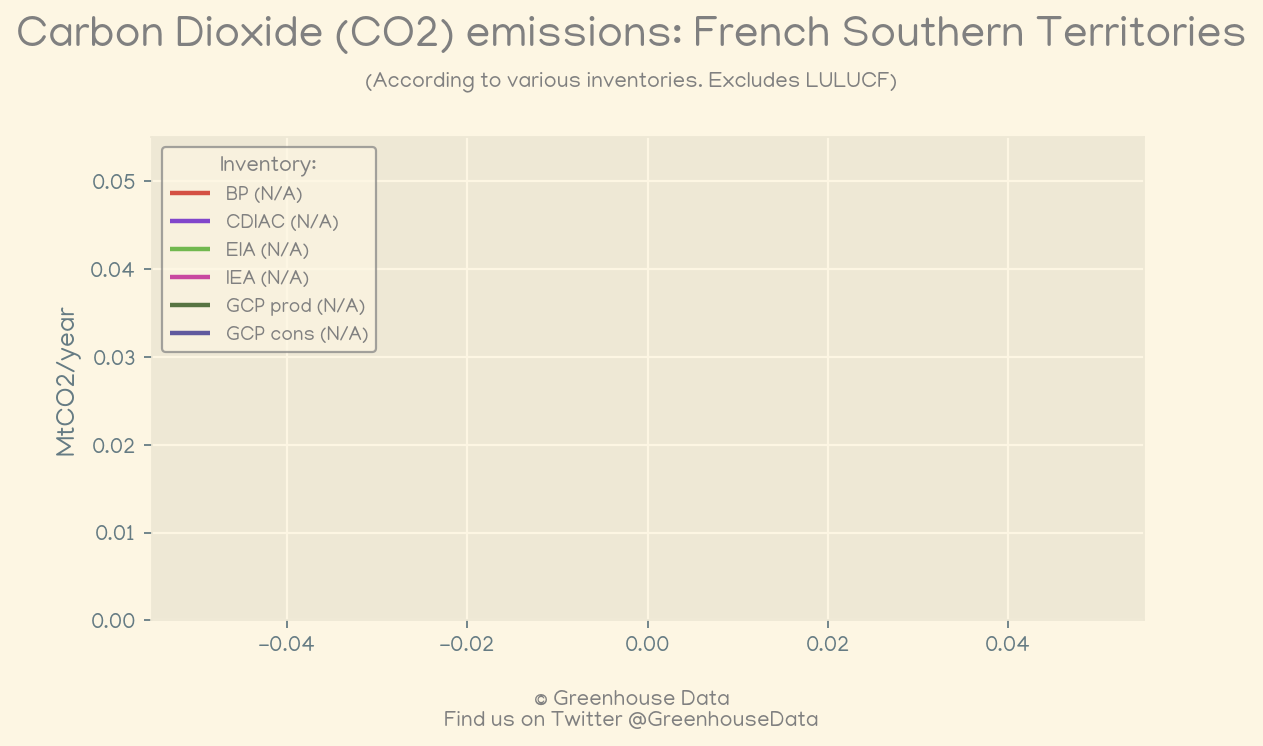 Carbon Dioxide (CO2) emissions: French Southern Territories
(According to various inventories. Excludes LULUCF)
Inventory:
BP (N/A)
CDIAC (N/A)
EIA (N/A)
IEA (N/A)
GCP prod (N/A)
GCP cons (N/A)
MtCO2/year
0.05
0.04
0.03
0.02
0.01
0.00
−0.04 −0.02 0.00 0.02 0.04
© Greenhouse Data
Find us on Twitter @GreenhouseData